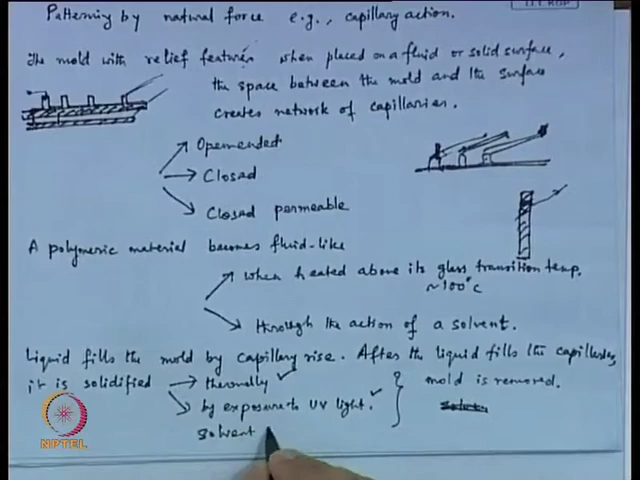 Patterning by natural force e.g., capillary action.
The mold with relief features when placed on a fluid or solid surface,
the space between the mold and the surface
creates network of capillaries.
Openended
Closed
Closed permeable
A polymeric material becomes fluid-like
when heated above its glass transition temp.
~100°C
through the action of a solvent.
Liquid fills the mold by capillary rise. After the liquid fills the capillaries,
it is solidified thermally mold is removed.
by exposure to UV light.
Solvent
NPTEL